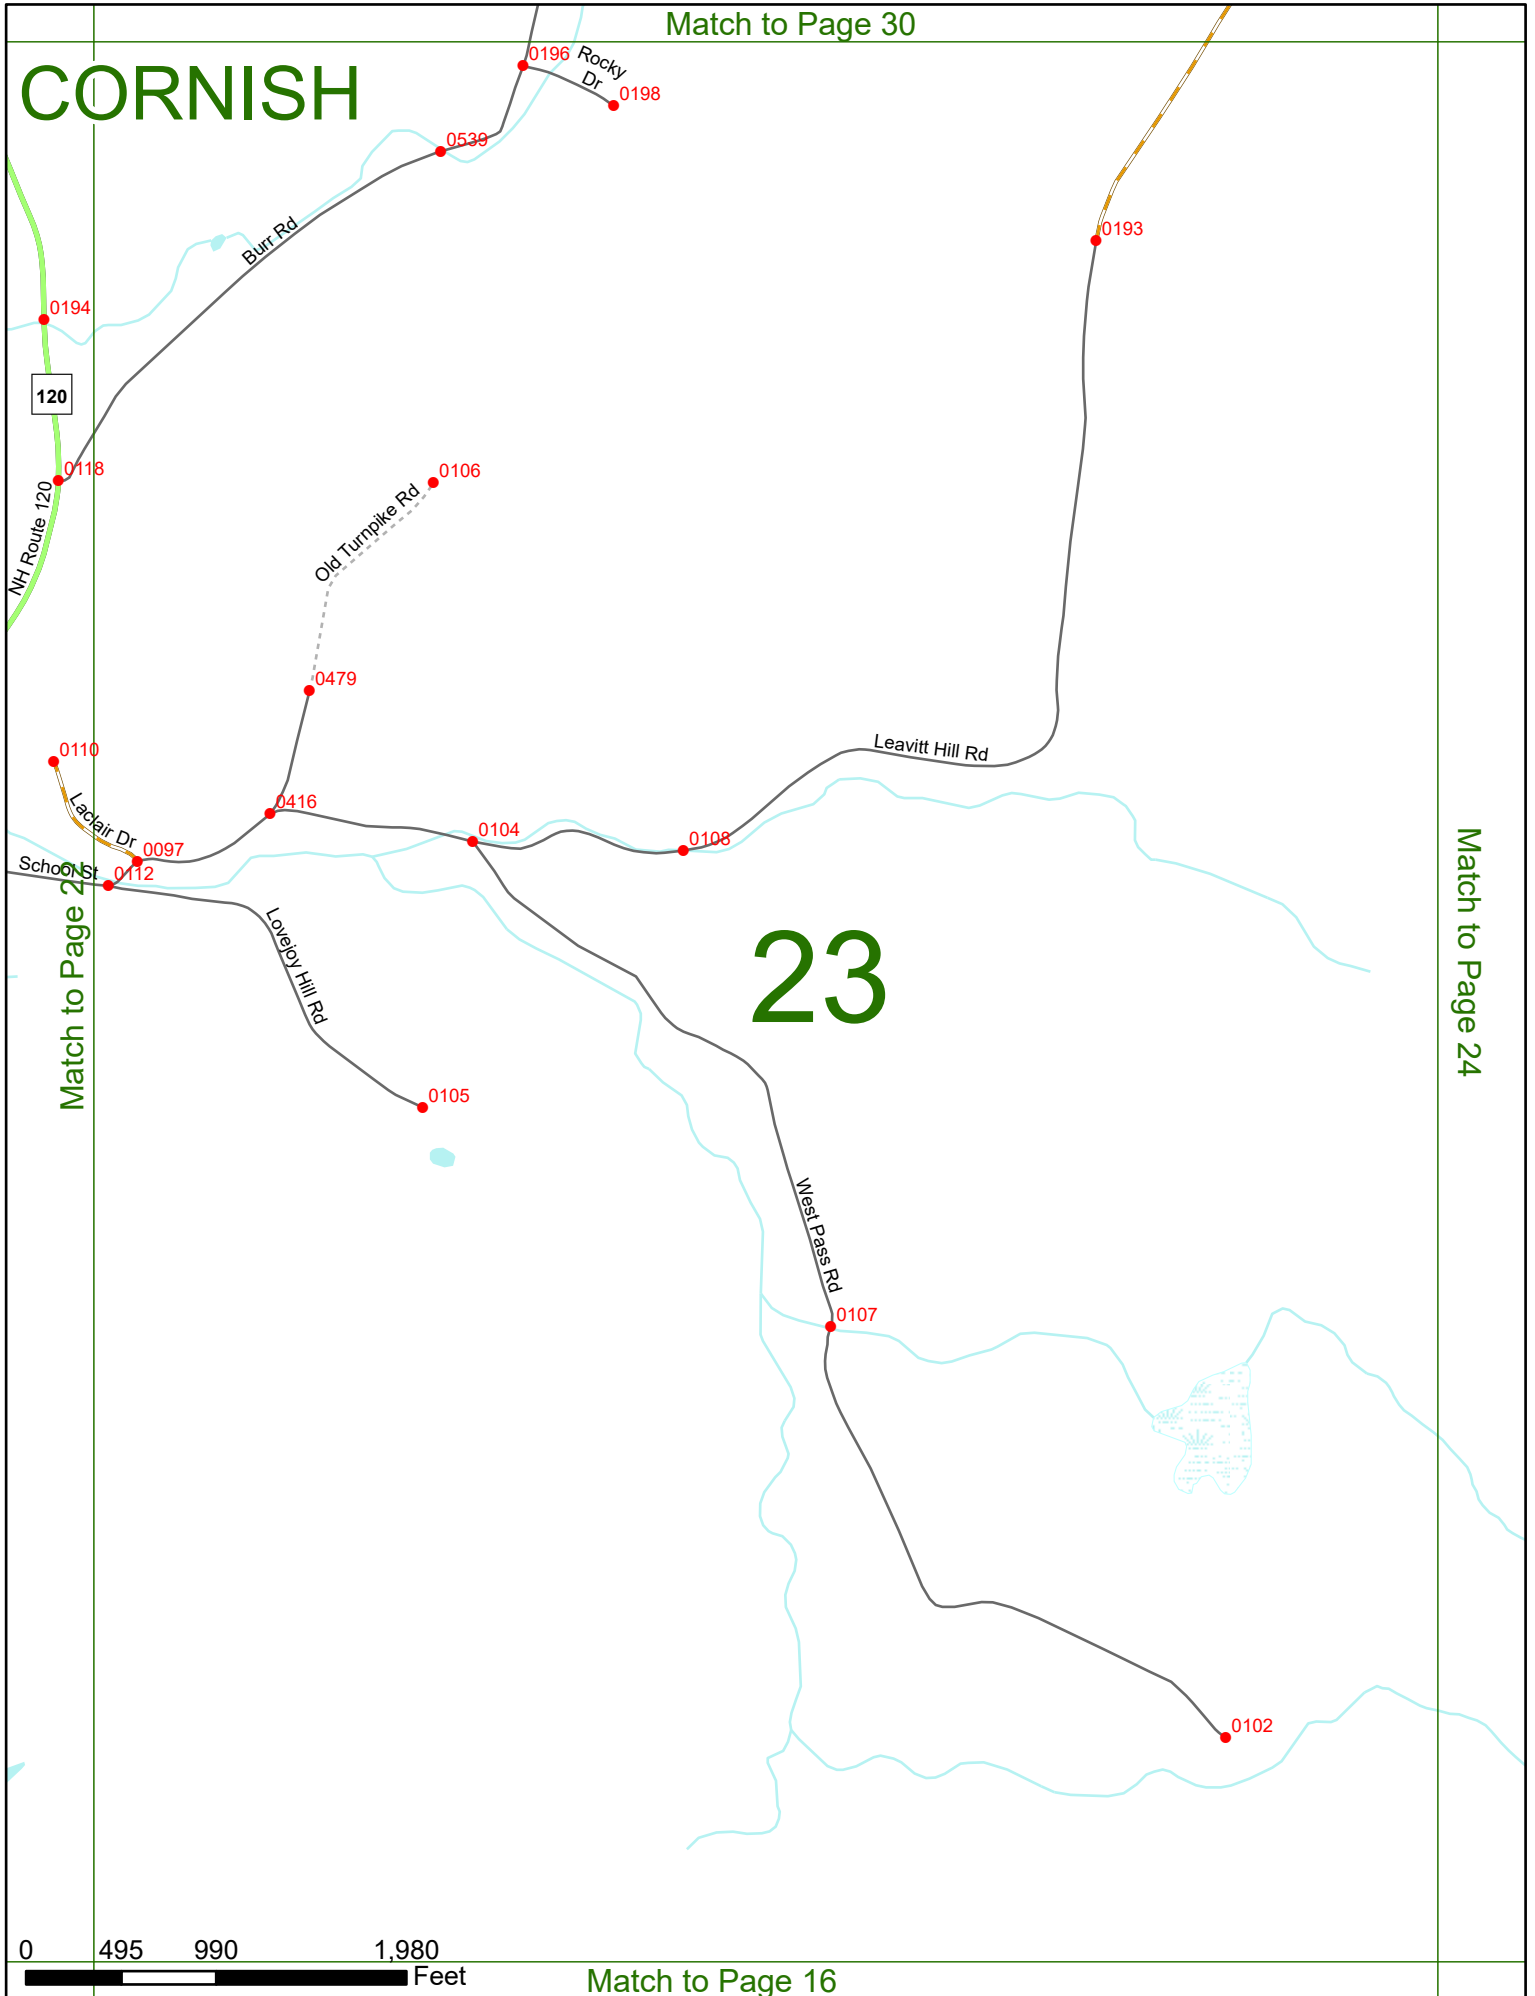 Match to Page 30
CORNISH
0196
Rocky
Dr
0198
0539
Burr Rd
0193
0194
120
0118
NH Route 120
0106
Old Turnpike Rd
0479
0110
Laclair Dr
0416
Leavitt Hill Rd
0104
0108
0097
School St
0112
Match to Page 22
Lovejoy Hill Rd
23
Match to Page 24
0105
West Pass Rd
0107
0102
0 495 990 1,980
Feet
Match to Page 16